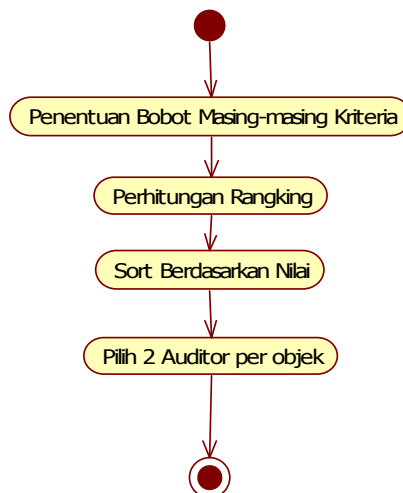 Penentuan Bobot Masing-masing Kriteria
Perhitungan Rangking
Sort Berdasarkan Nilai
Pilih 2 Auditor per objek